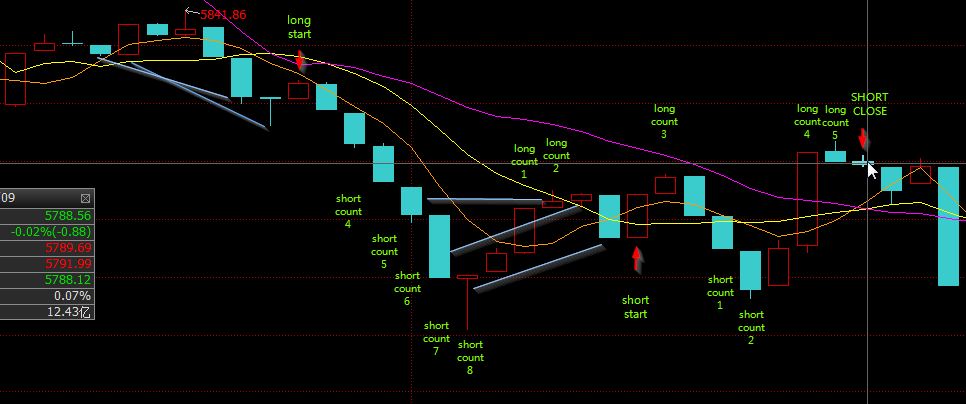 5841.86
long
start
SHORT
CLOSE
long
count
3
long
count
4
long
count
5
long
count
1
long
count
2
09
5788.56
-0.02%(-0.88)
5789.69
5791.99
5788.12
0.07%
12.43亿
short
count
4
short
count
5
short
count
6
short
count
7
short
count
8
short
start
short
count
1
short
count
2